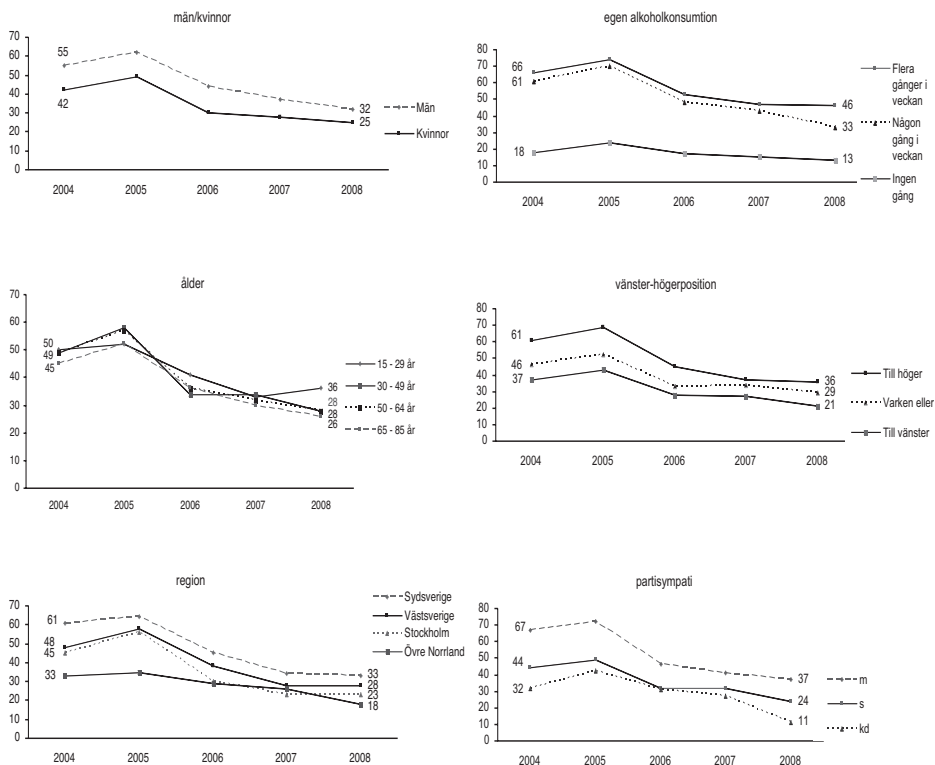 män/kvinnor
70
60
50
40
30
20
10
0
55
42
32
25
2004 2005 2006 2007 2008
Män
Kvinnor
egen alkoholkonsumtion
80
70
60
50
40
30
20
10
0
66
61
18
46
33
13
2004 2005 2006 2007 2008
Flera
gånger i
veckan
Någon
gång i
veckan
Ingen
gång
ålder
70
60
50
40
30
20
10
0
50
49
45
36
28
28
26
2004 2005 2006 2007 2008
15 - 29 år
30 - 49 år
50 - 64 år
65 - 85 år
vänster-högerposition
80
70
60
50
40
30
20
10
0
61
46
37
36
29
21
2004 2005 2006 2007 2008
Till höger
Varken eller
Till vänster
region
70
60
50
40
30
20
10
0
61
48
45
33
33
28
23
18
2004 2005 2006 2007 2008
Sydsverige
Västsverige
Stockholm
Övre Norrland
partisympati
80
70
60
50
40
30
20
10
0
67
44
32
37
24
11
2004 2005 2006 2007 2008
m
s
kd